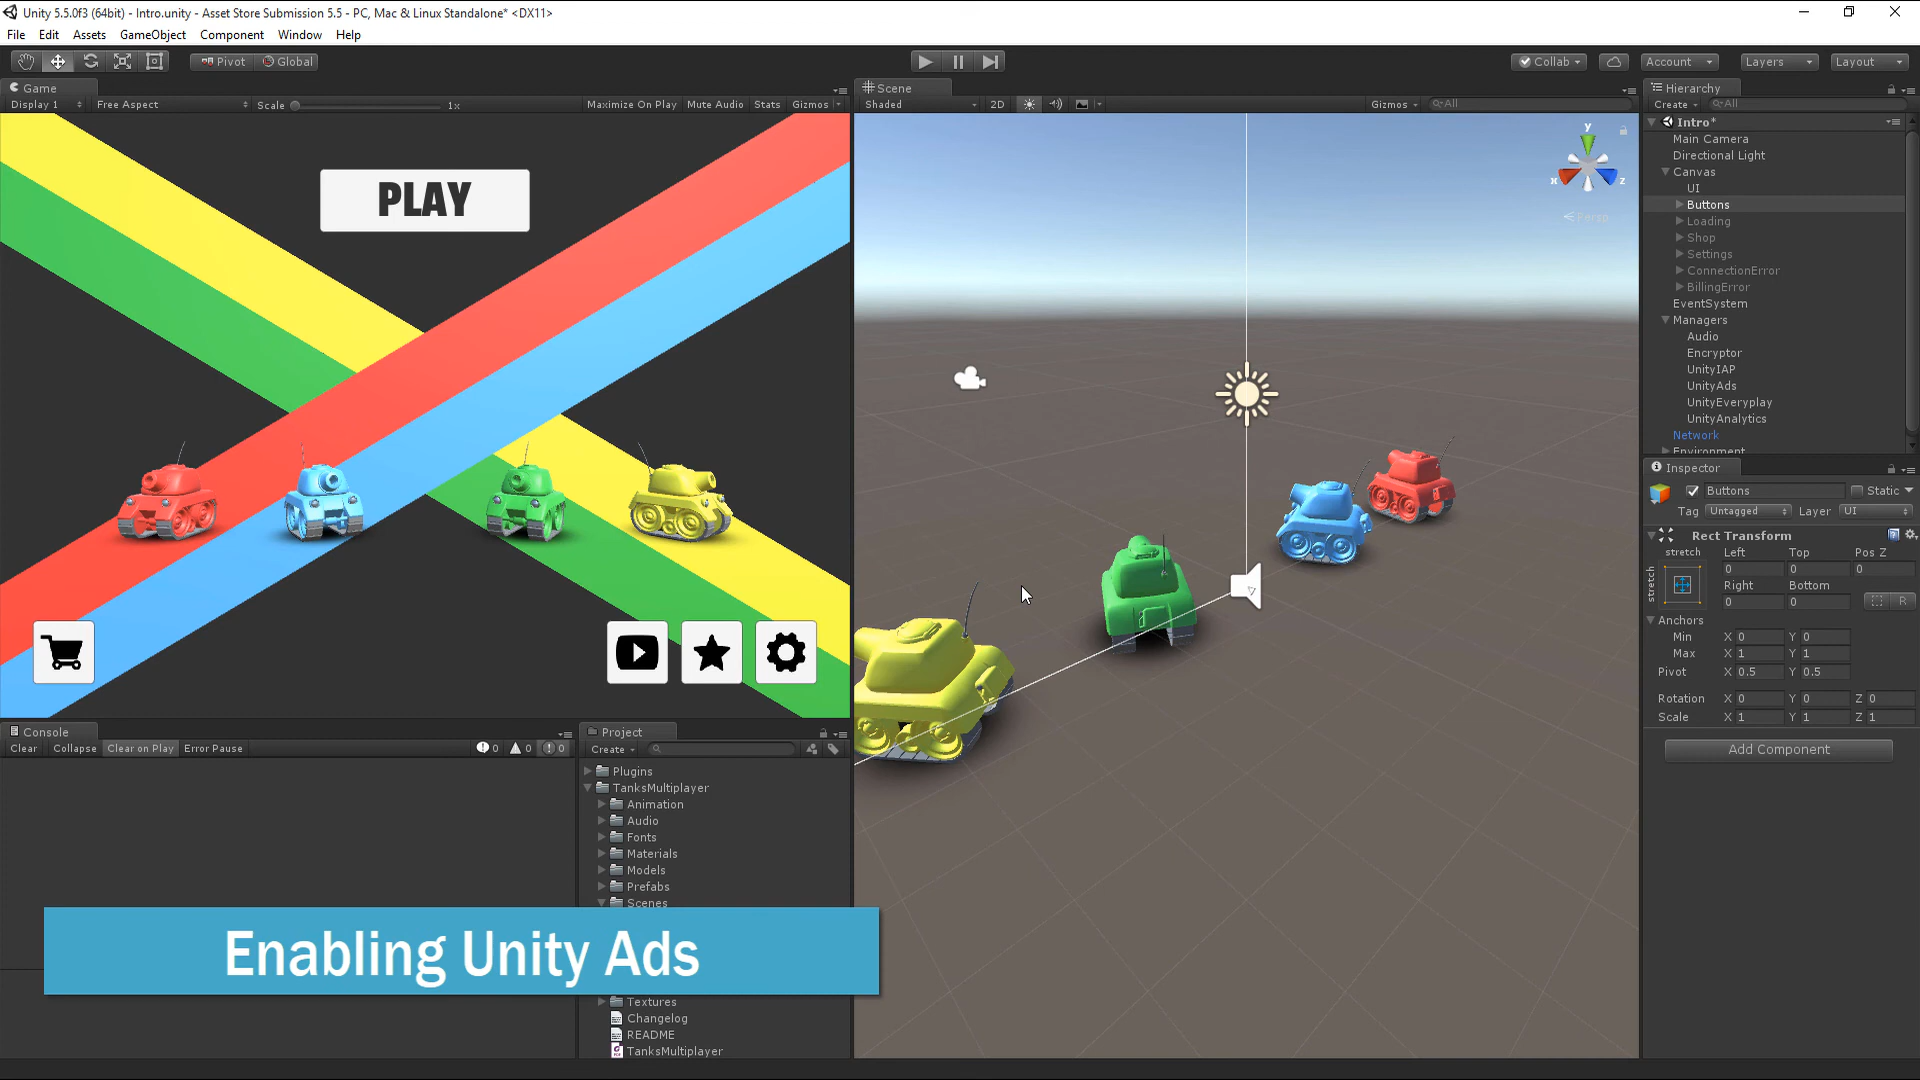 Unity 5.5.0f3 (64bit) - Intro.unity - Asset Store Submission 5.5 - PC, Mac & Linux Standalone* <DX11>
File Edit Assets GameObject Component Window Help
Pivot Global Collab Account Layers Layout
Game
Display 1 Free Aspect Scale 1x Maximize On Play Mute Audio Stats Gizmos
PLAY
Scene
Shaded 2D Gizmos All
y
x z
Persp
Hierarchy
Create All
Intro*
Main Camera
Directional Light
Canvas
UI
Buttons
Loading
Shop
Settings
ConnectionError
BillingError
EventSystem
Managers
Audio
Encryptor
UnityIAP
UnityAds
UnityEveryplay
UnityAnalytics
Network
Environment
Inspector
Buttons Static
Tag Untagged Layer UI
Rect Transform
stretch Left Top Pos Z
stretch 0 0 0
Right Bottom
0 0 R
Anchors
Min X 0 Y 0
Max X 1 Y 1
Pivot X 0.5 Y 0.5
Rotation X 0 Y 0 Z 0
Scale X 1 Y 1 Z 1
Add Component
Console
Clear Collapse Clear on Play Error Pause 0 0 0
Project
Create
Plugins
TanksMultiplayer
Animation
Audio
Fonts
Materials
Models
Prefabs
Scenes
Enabling Unity Ads
Textures
Changelog
README
TanksMultiplayer